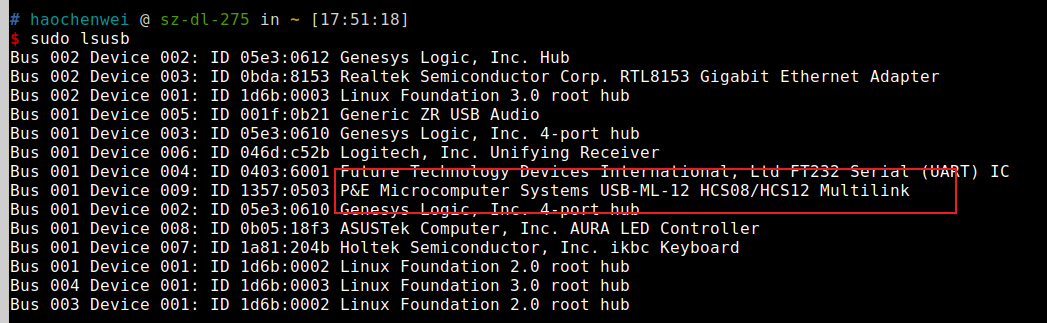 # haochenwei @ sz-dl-275 in ~ [17:51:18]
$ sudo lsusb
Bus 002 Device 002: ID 05e3:0612 Genesys Logic, Inc. Hub
Bus 002 Device 003: ID 0bda:8153 Realtek Semiconductor Corp. RTL8153 Gigabit Ethernet Adapter
Bus 002 Device 001: ID 1d6b:0003 Linux Foundation 3.0 root hub
Bus 001 Device 005: ID 001f:0b21 Generic ZR USB Audio
Bus 001 Device 003: ID 05e3:0610 Genesys Logic, Inc. 4-port hub
Bus 001 Device 006: ID 046d:c52b Logitech, Inc. Unifying Receiver
Bus 001 Device 004: ID 0403:6001 Future Technology Devices International, Ltd FT232 Serial (UART) IC
Bus 001 Device 009: ID 1357:0503 P&E Microcomputer Systems USB-ML-12 HCS08/HCS12 Multilink
Bus 001 Device 002: ID 05e3:0610 Genesys Logic, Inc. 4-port hub
Bus 001 Device 008: ID 0b05:18f3 ASUSTek Computer, Inc. AURA LED Controller
Bus 001 Device 007: ID 1a81:204b Holtek Semiconductor, Inc. ikbc Keyboard
Bus 001 Device 001: ID 1d6b:0002 Linux Foundation 2.0 root hub
Bus 004 Device 001: ID 1d6b:0003 Linux Foundation 3.0 root hub
Bus 003 Device 001: ID 1d6b:0002 Linux Foundation 2.0 root hub